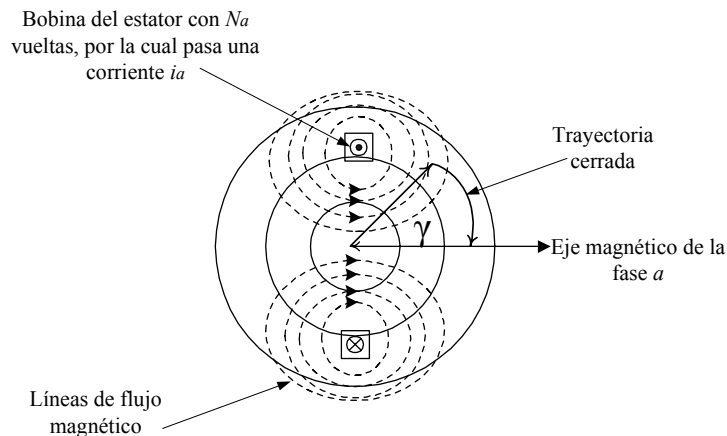 Bobina del estator con Na
vueltas, por la cual pasa una
corriente ia
Trayectoria
cerrada
γ
Eje magnético de la
fase a
Líneas de flujo
magnético